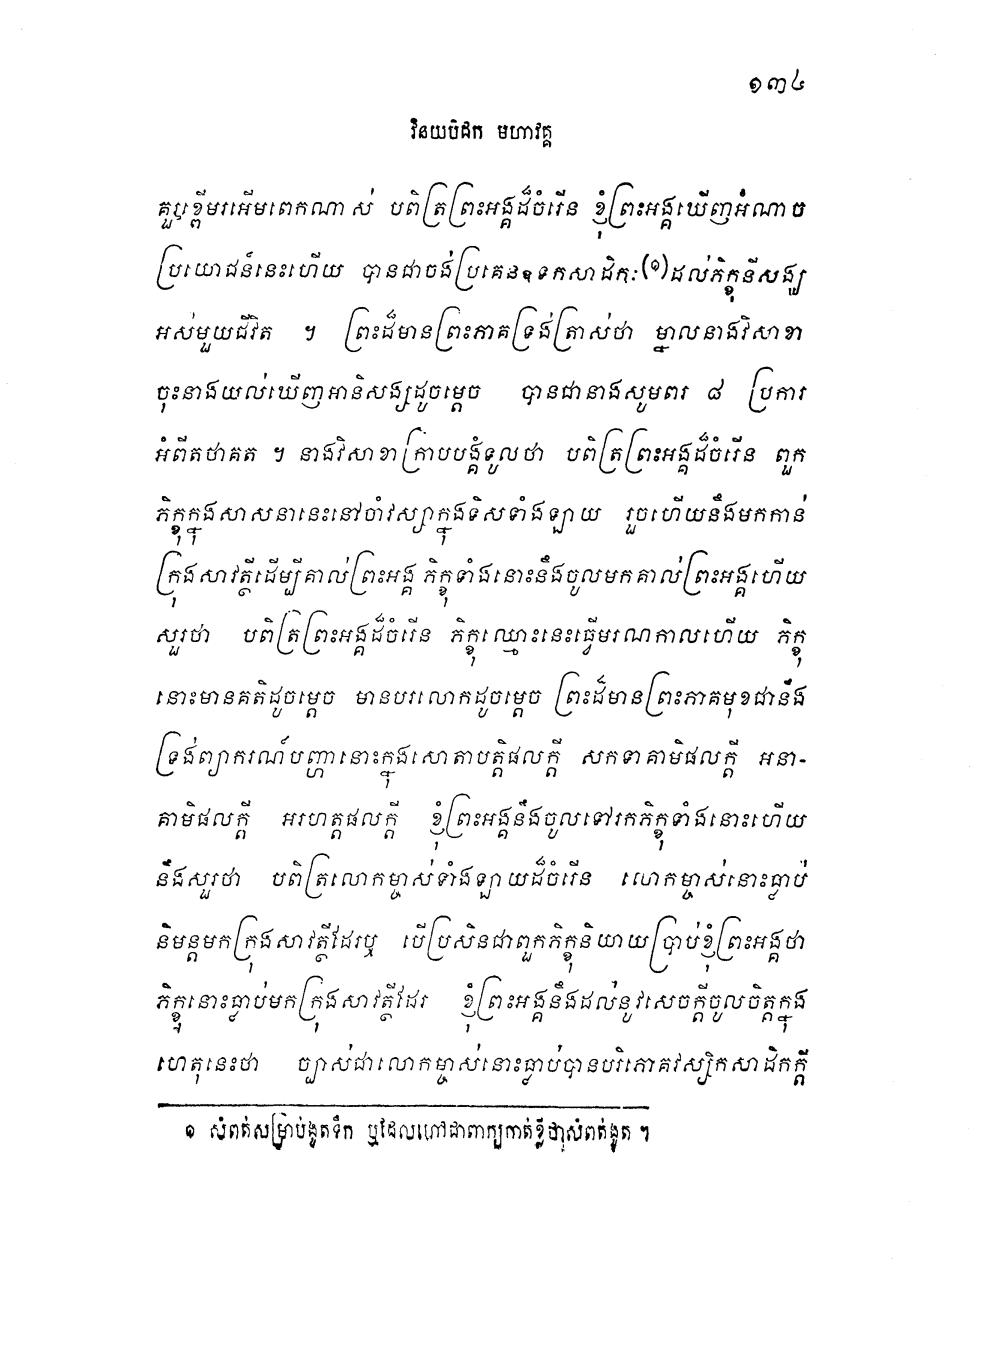 ១៣៤
វិនយបិដក មហាវគ្គ
គួរខ្ពើមរអើមពេកណាស់ បពិត្រព្រះអង្គដ៏ចំរើន ខ្ញុំព្រះអង្គឃើញអំណាច
ប្រយោជន៍នេះហើយ បានជាចង់ប្រគេនឧទកសាដិកៈ(១)ដល់ភិក្ខុនីសង្ឃ
អស់មួយជីវិត ។ ព្រះដ៏មានព្រះភាគទ្រង់ត្រាស់ថា ម្នាលនាងវិសាខា
ចុះនាងយល់ឃើញអានិសង្សដូចម្តេច បានជានាងសូមពរ ៨ ប្រការ
អំពីតថាគត ។ នាងវិសាខាក្រាបបង្គំទូលថា បពិត្រព្រះអង្គដ៏ចំរើន ពួក
ភិក្ខុក្នុងសាសនានេះនៅចាំវស្សាក្នុងទិសទាំងឡាយ រួចហើយនឹងមកកាន់
ក្រុងសាវត្ថីដើម្បីគាល់ព្រះអង្គ ភិក្ខុទាំងនោះនឹងចូលមកគាល់ព្រះអង្គហើយ
សួរថា បពិត្រព្រះអង្គដ៏ចំរើន ភិក្ខុឈ្មោះនេះធ្វើមរណកាលហើយ ភិក្ខុ
នោះមានគតិដូចម្តេច មានបរលោកដូចម្តេច ព្រះដ៏មានព្រះភាគមុខជានឹង
ទ្រង់ព្យាករណ៍បញ្ហានោះក្នុងសោតាបត្តិផលក្តី សកទាគាមិផលក្តី អនា-
គាមិផលក្តី អរហត្តផលក្តី ខ្ញុំព្រះអង្គនឹងចូលទៅរកភិក្ខុទាំងនោះហើយ
នឹងសួរថា បពិត្រលោកម្ចាស់ទាំងឡាយដ៏ចំរើន លោកម្ចាស់នោះធ្លាប់
និមន្តមកក្រុងសាវត្ថីដែរឬ បើប្រសិនជាពួកភិក្ខុនិយាយប្រាប់ខ្ញុំព្រះអង្គថា
ភិក្ខុនោះធ្លាប់មកក្រុងសាវត្ថីដែរ ខ្ញុំព្រះអង្គនឹងដល់នូវសេចក្តីចូលចិត្តក្នុង
ហេតុនេះថា ច្បាស់ជាលោកម្ចាស់នោះធ្លាប់បានបរិភោគវស្សិកសាដិកក្តី
១ សំពត់សម្រាប់ងូតទឹក ឬដែលហៅជាពាក្យកាត់ខ្លីថាសំពត់ងូត ។